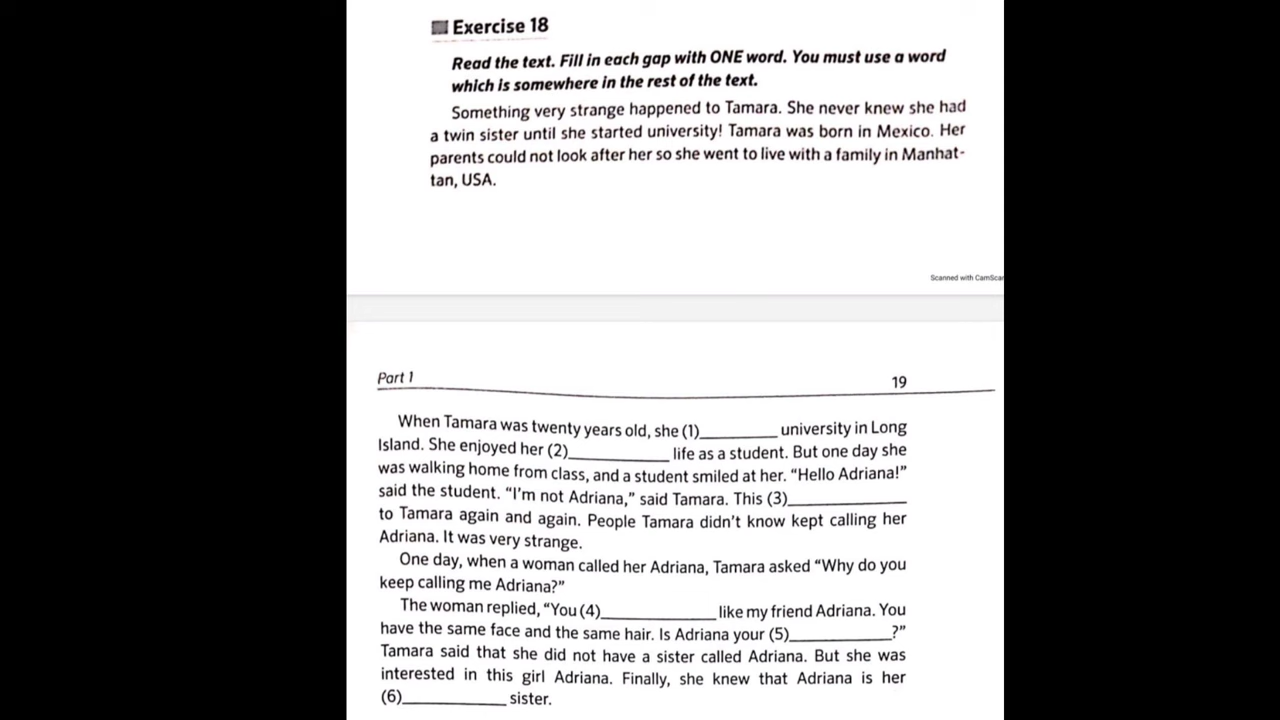 Exercise 18
Read the text. Fill in each gap with ONE word. You must use a word
which is somewhere in the rest of the text.
Something very strange happened to Tamara. She never knew she had
a twin sister until she started university! Tamara was born in Mexico. Her
parents could not look after her so she went to live with a family in Manhat-
tan, USA.
Scanned with CamScan
Part 1
19
When Tamara was twenty years old, she (1)________ university in Long
Island. She enjoyed her (2)__________ life as a student. But one day she
was walking home from class, and a student smiled at her. “Hello Adriana!”
said the student. “I’m not Adriana,” said Tamara. This (3)____________
to Tamara again and again. People Tamara didn’t know kept calling her
Adriana. It was very strange.
One day, when a woman called her Adriana, Tamara asked “Why do you
keep calling me Adriana?”
The woman replied, “You (4)____________ like my friend Adriana. You
have the same face and the same hair. Is Adriana your (5)___________?”
Tamara said that she did not have a sister called Adriana. But she was
interested in this girl Adriana. Finally, she knew that Adriana is her
(6)___________ sister.